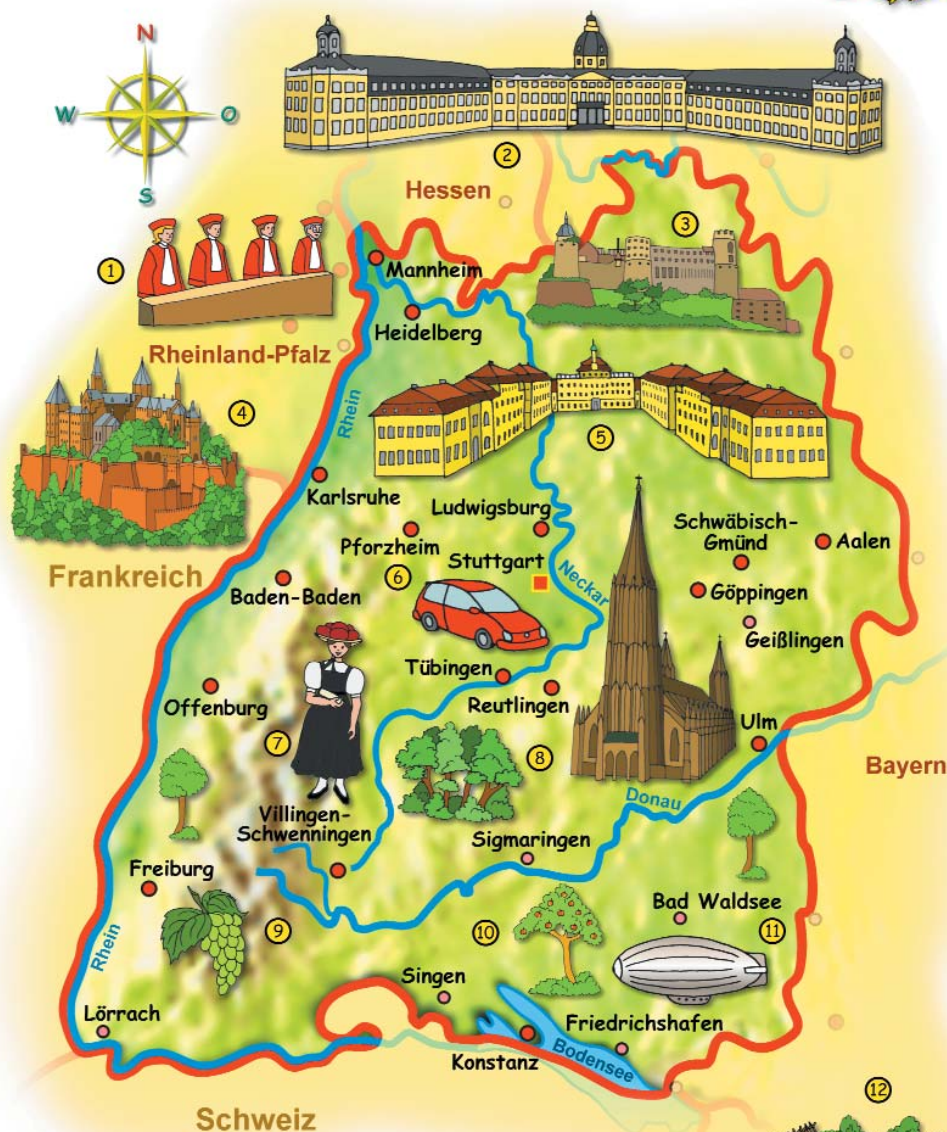 N
W
O
S
2
Hessen
3
1
Mannheim
Heidelberg
Rheinland-Pfalz
Rhein
4
5
Karlsruhe
Ludwigsburg
Schwäbisch-
Gmünd
Aalen
Pforzheim
Stuttgart
Neckar
Frankreich
6
Baden-Baden
Göppingen
Geißlingen
Tübingen
Reutlingen
Offenburg
Ulm
7
8
Bayern
Donau
Villingen-
Schwenningen
Sigmaringen
Freiburg
Bad Waldsee
9
10
11
Rhein
Singen
Lörrach
Friedrichshafen
Konstanz
Bodensee
12
Schweiz